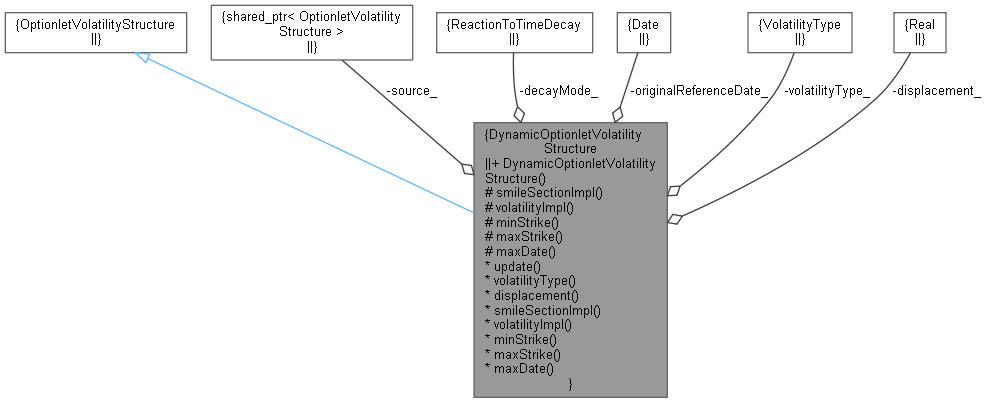 {OptionletVolatilityStructure
||}
{shared_ptr< OptionletVolatility
Structure >
||}
{ReactionToTimeDecay
||}
{Date
||}
{VolatilityType
||}
{Real
||}
-source_
-decayMode_
-originalReferenceDate_
-volatilityType_
-displacement_
{DynamicOptionletVolatility
Structure
||+ DynamicOptionletVolatility
Structure()
# smileSectionImpl()
# volatilityImpl()
# minStrike()
# maxStrike()
# maxDate()
* update()
* volatilityType()
* displacement()
* smileSectionImpl()
* volatilityImpl()
* minStrike()
* maxStrike()
* maxDate()
}